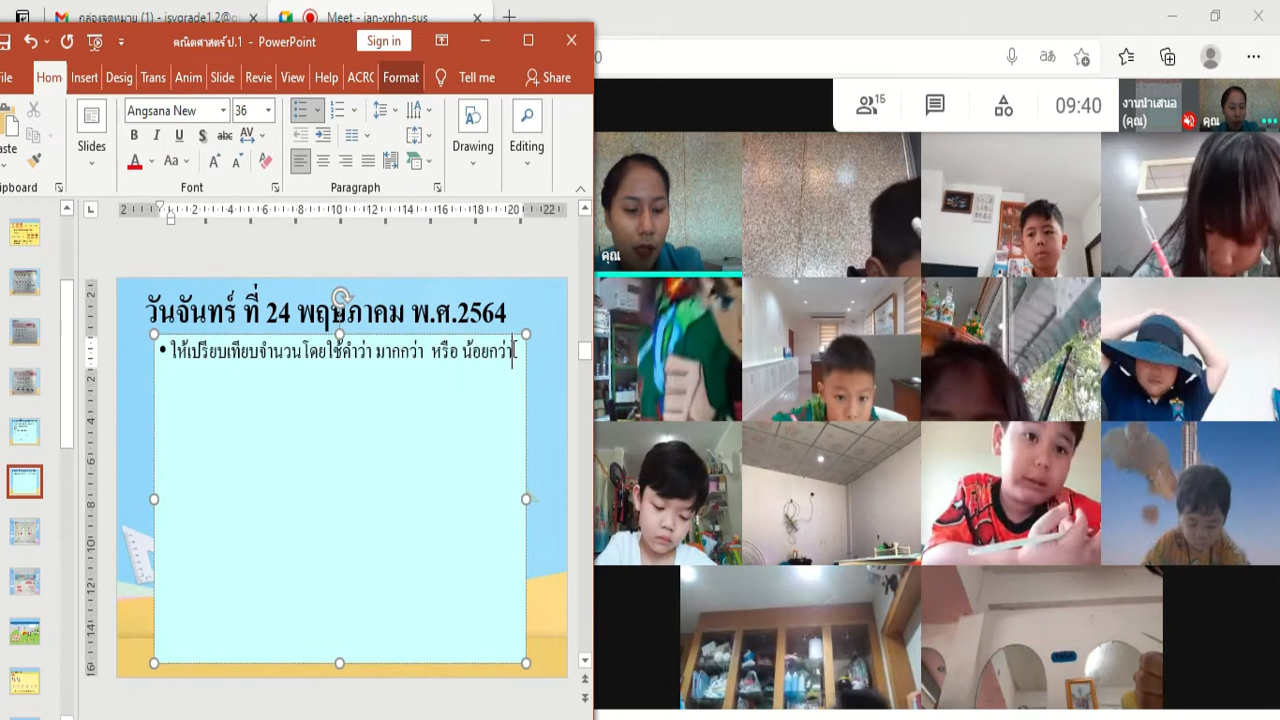 กล่องจดหมาย (1) - isygrade1.2@g
Meet - ian-xphn-sus
คณิตศาสตร์ ป.1 - PowerPoint
Sign in
File
Hom
Insert
Desig
Trans
Anim
Slide
Revie
View
Help
ACRC
Format
Tell me
Share
Angsana New
36
Slides
Drawing
Editing
Font
Paragraph
15
09:40
งานนำเสนอ
(คุณ)
คุณ
คุณ
วันจันทร์ ที่ 24 พฤษภาคม พ.ศ.2564
• ให้เปรียบเทียบจำนวนโดยใช้คำว่า มากกว่า หรือ น้อยกว่า